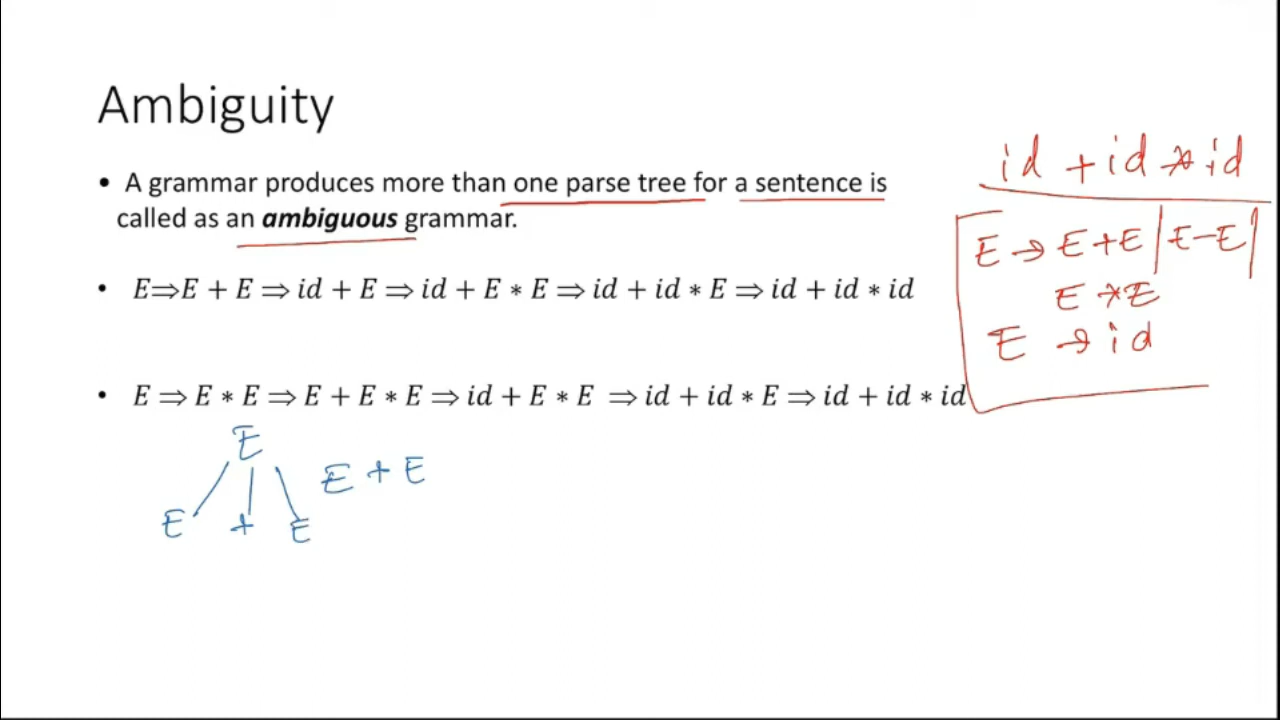 Ambiguity
• A grammar produces more than one parse tree for a sentence is
called as an ambiguous grammar.
• E⇒E + E ⇒ id + E ⇒ id + E ∗ E ⇒ id + id ∗ E ⇒ id + id ∗ id
• E ⇒ E ∗ E ⇒ E + E ∗ E ⇒ id + E ∗ E ⇒ id + id ∗ E ⇒ id + id ∗ id
id + id * id
E → E+E | E-E |
E * E
E → id
E
E + E
E + E